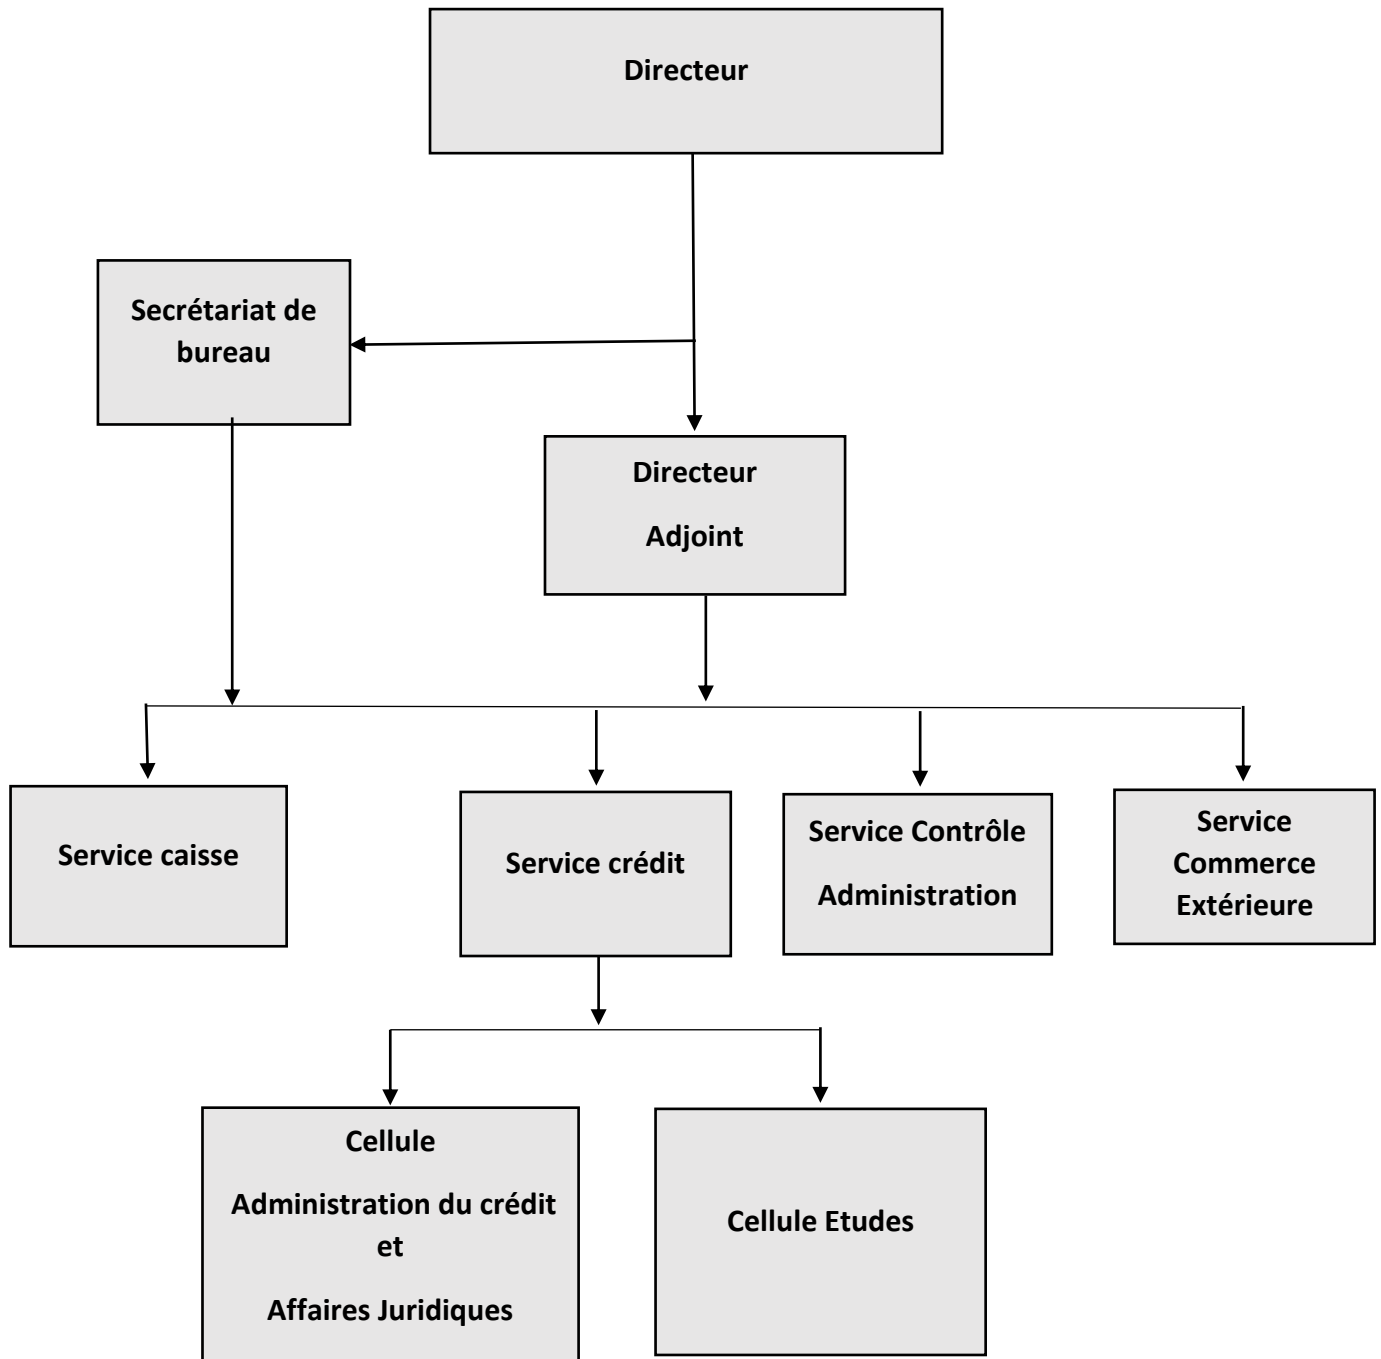 Directeur
Secrétariat de
bureau
Directeur
Adjoint
Service caisse
Service crédit
Service Contrôle
Administration
Service
Commerce
Extérieure
Cellule
Administration du crédit
et
Affaires Juridiques
Cellule Etudes